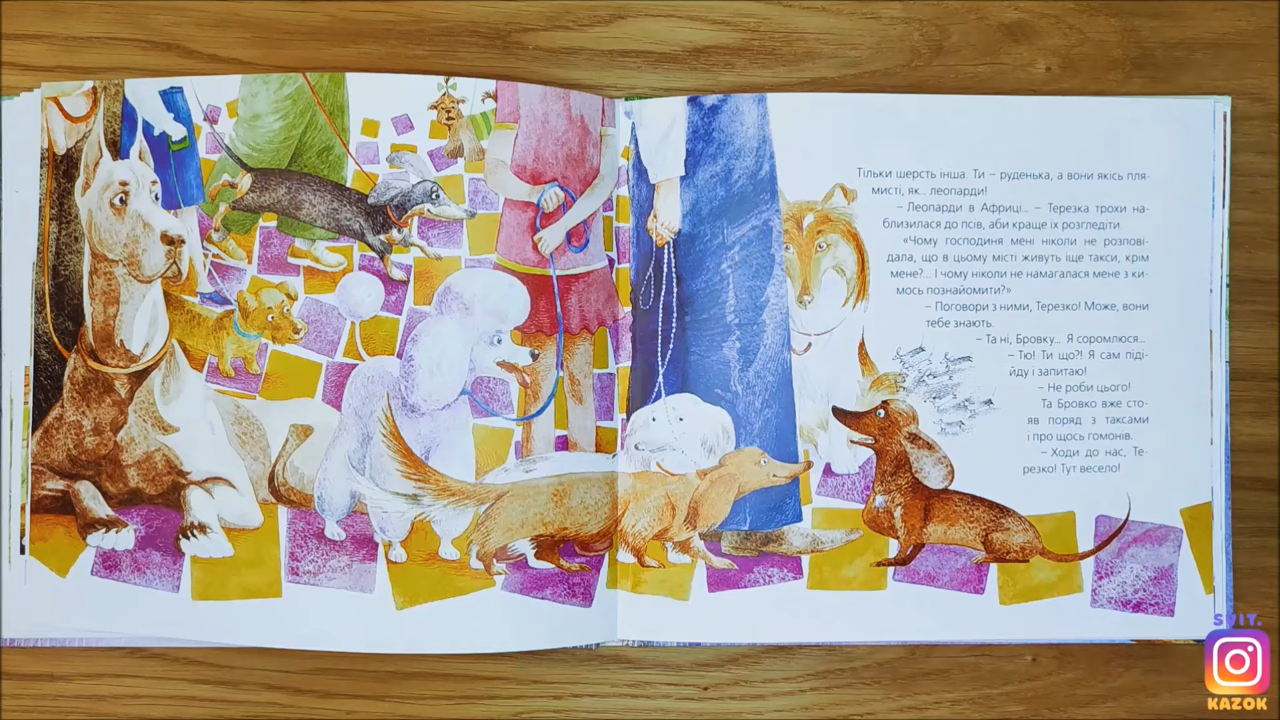 Тільки шерсть інша. Ти – руденька, а вони якісь пля-
мисті, як... леопарди!
– Леопарди в Африці... – Терезка трохи на-
близилася до псів, аби краще їх розгледіти.
«Чому господиня мені ніколи не розпові-
дала, що в цьому місті живуть іще такси, крім
мене?... І чому ніколи не намагалася мене з ки-
мось познайомити?»
– Поговори з ними, Терезко! Може, вони
тебе знають.
– Та ні, Бровку... Я соромлюся...
– Тю! Ти що?! Я сам піді-
йду і запитаю!
– Не роби цього!
Та Бровко вже сто-
яв поряд з таксами
і про щось гомонів.
– Ходи до нас, Те-
резко! Тут весело!
SVIT.
KAZOK